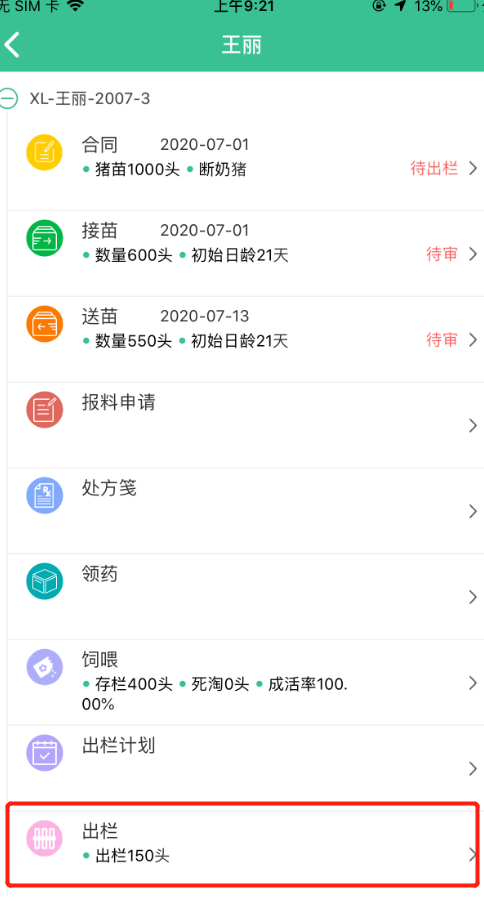 无 SIM 卡 上午9:21 13%
王丽
XL-王丽-2007-3
合同 2020-07-01
猪苗1000头 断奶猪 待出栏
接苗 2020-07-01
数量600头 初始日龄21天 待审
送苗 2020-07-13
数量550头 初始日龄21天 待审
报料申请
处方笺
领药
饲喂
存栏400头 死淘0头 成活率100.
00%
出栏计划
出栏
出栏150头